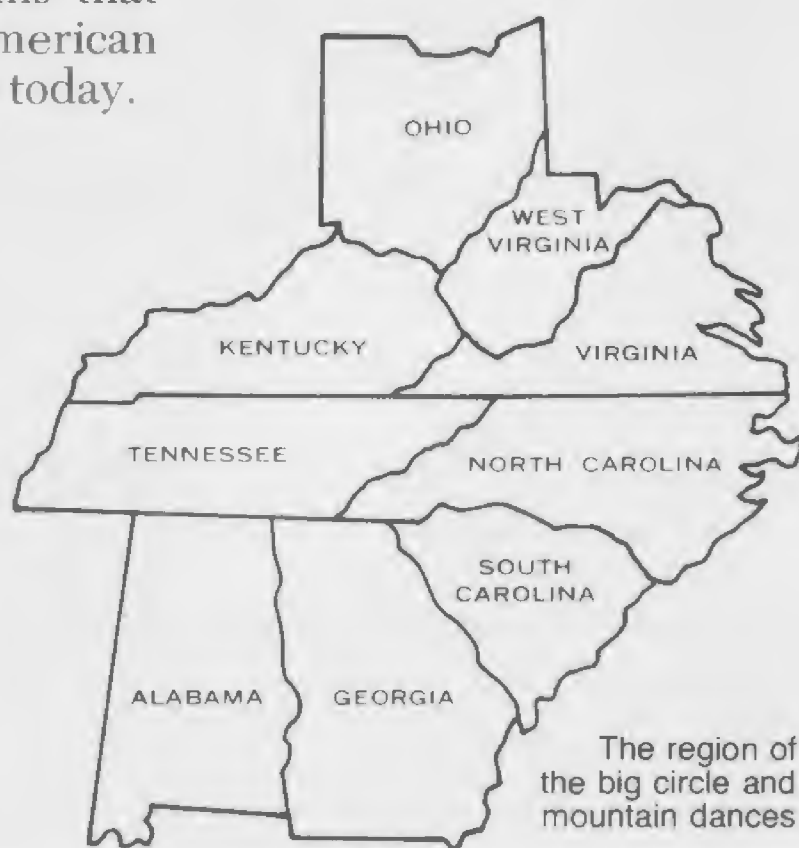 that
merican
today.
OHIO
WEST
VIRGINIA
KENTUCKY
VIRGINIA
TENNESSEE
NORTH CAROLINA
SOUTH
CAROLINA
ALABAMA
GEORGIA
The region of
the big circle and
mountain dances